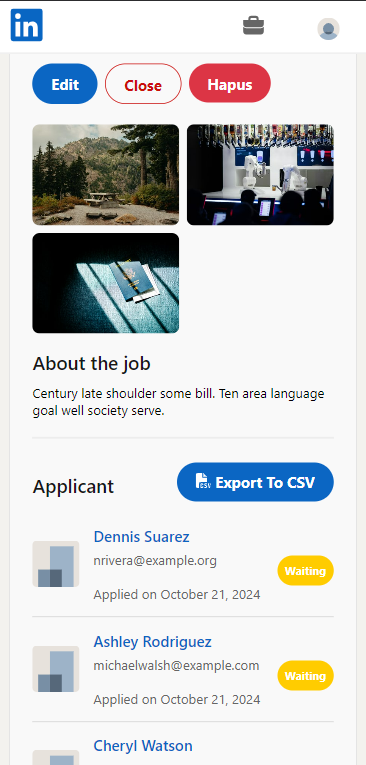 in
Edit
Close
Hapus
About the job
Century late shoulder some bill. Ten area language
goal well society serve.
Applicant
CSV
Export To CSV
Dennis Suarez
nrivera@example.org
Waiting
Applied on October 21, 2024
Ashley Rodriguez
michaelwalsh@example.com
Waiting
Applied on October 21, 2024
Cheryl Watson